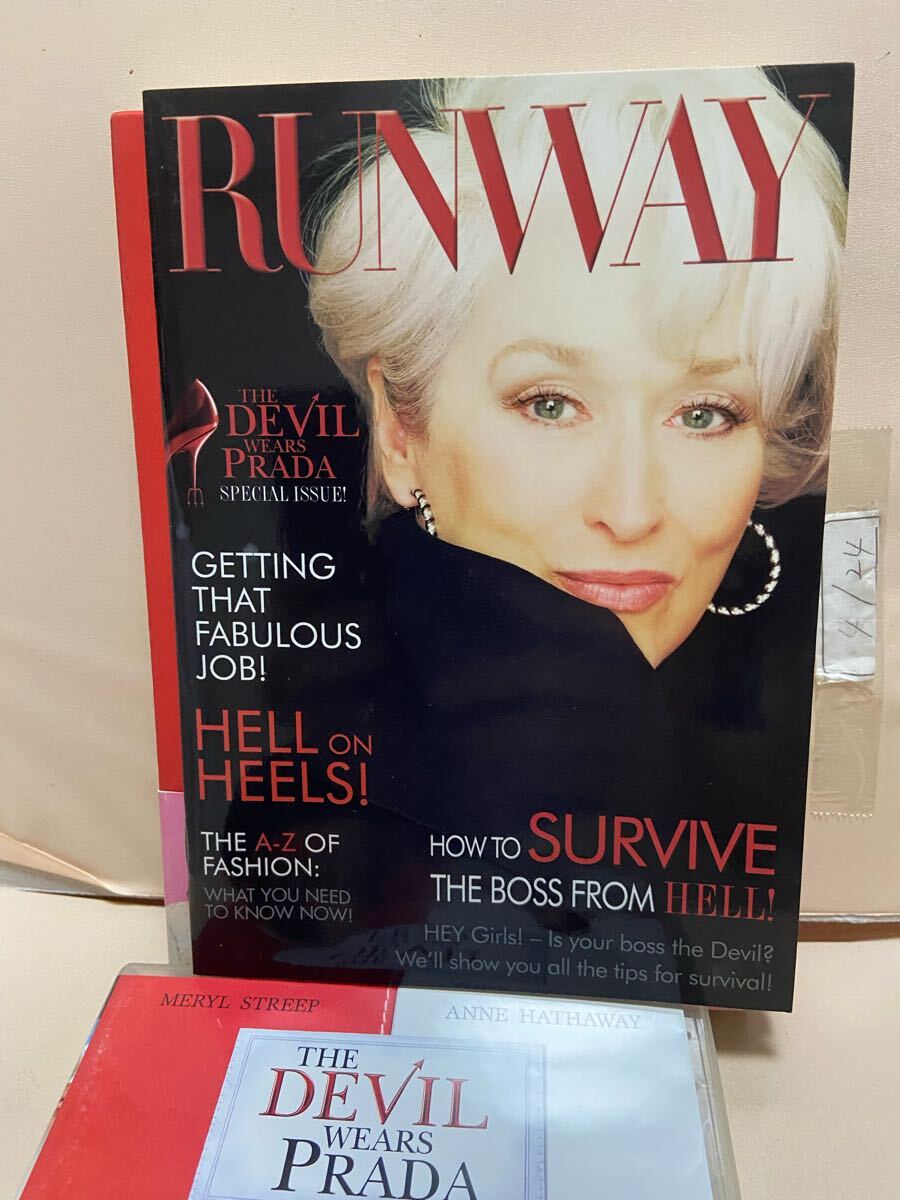 RUNWAY
THE
DEVIL
WEARS
PRADA
SPECIAL ISSUE!
GETTING
THAT
FABULOUS
JOB!
HELL ON
HEELS!
THE A-Z OF
FASHION:
WHAT YOU NEED
TO KNOW NOW!
HOW TO SURVIVE
THE BOSS FROM HELL!
HEY Girls! – Is your boss the Devil?
We'll show you all the tips for survival!
4/24
MERYL STREEP
ANNE HATHAWAY
THE
DEVIL
WEARS
PRADA